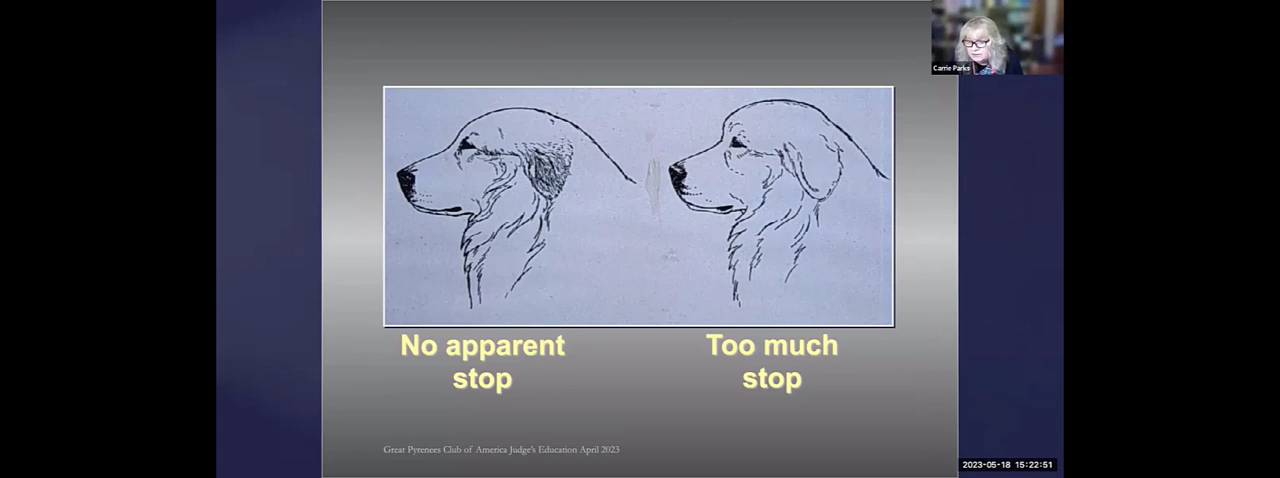 Carrie Parks
No apparent
stop
Too much
stop
Great Pyrenees Club of America Judge's Education April 2023
2023-05-18 15:22:51